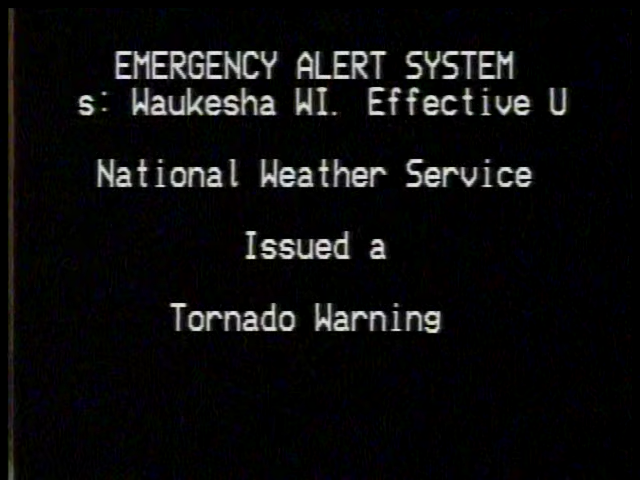 EMERGENCY ALERT SYSTEM
s: Waukesha WI. Effective U
National Weather Service
Issued a
Tornado Warning